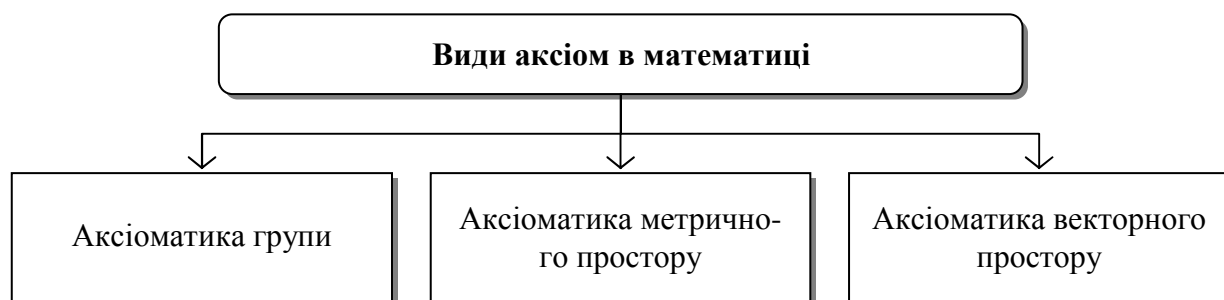 Види аксіом в математиці
Аксіоматика групи
Аксіоматика метрично-
го простору
Аксіоматика векторного
простору